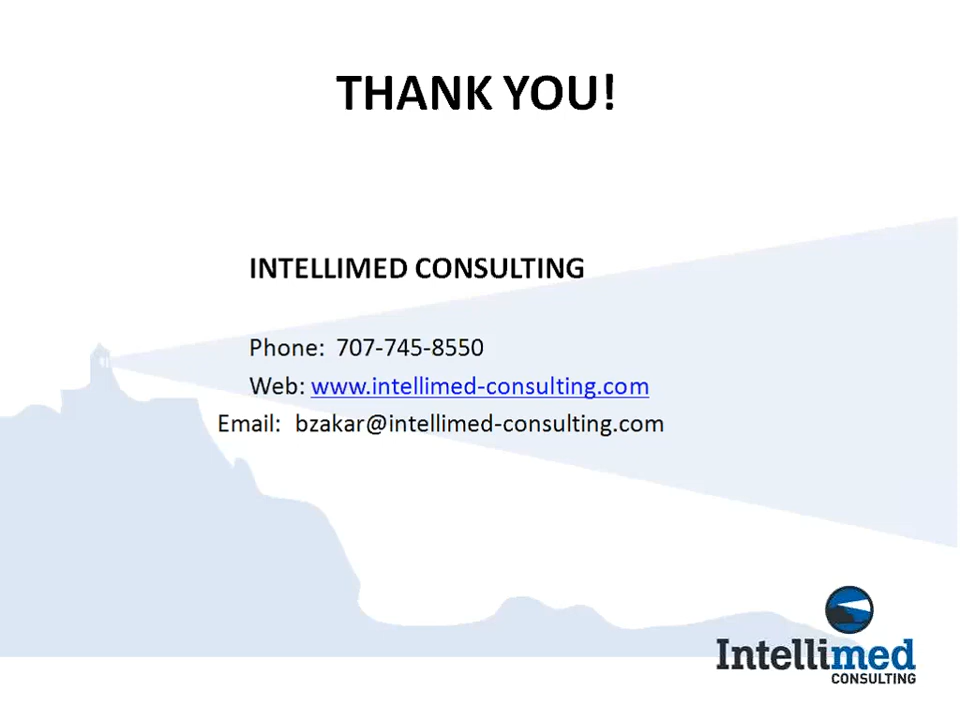 THANK YOU!
INTELLIMED CONSULTING
Phone: 707-745-8550
Web: www.intellimed-consulting.com
Email: bzakar@intellimed-consulting.com
Intellimed
CONSULTING